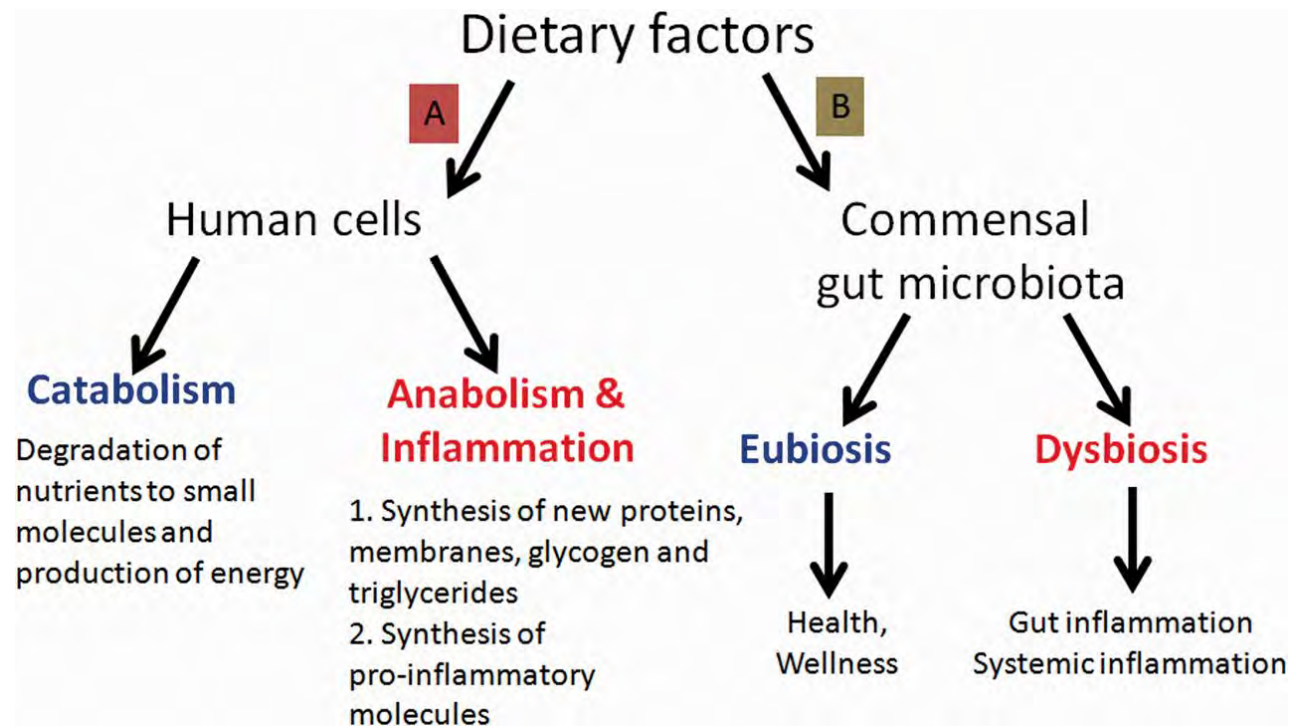 Dietary factors
A
B
Human cells
Commensal
gut microbiota
Catabolism
Degradation of
nutrients to small
molecules and
production of energy
Anabolism &
Inflammation
1. Synthesis of new proteins,
membranes, glycogen and
triglycerides
2. Synthesis of
pro-inflammatory
molecules
Eubiosis
Health,
Wellness
Dysbiosis
Gut inflammation
Systemic inflammation